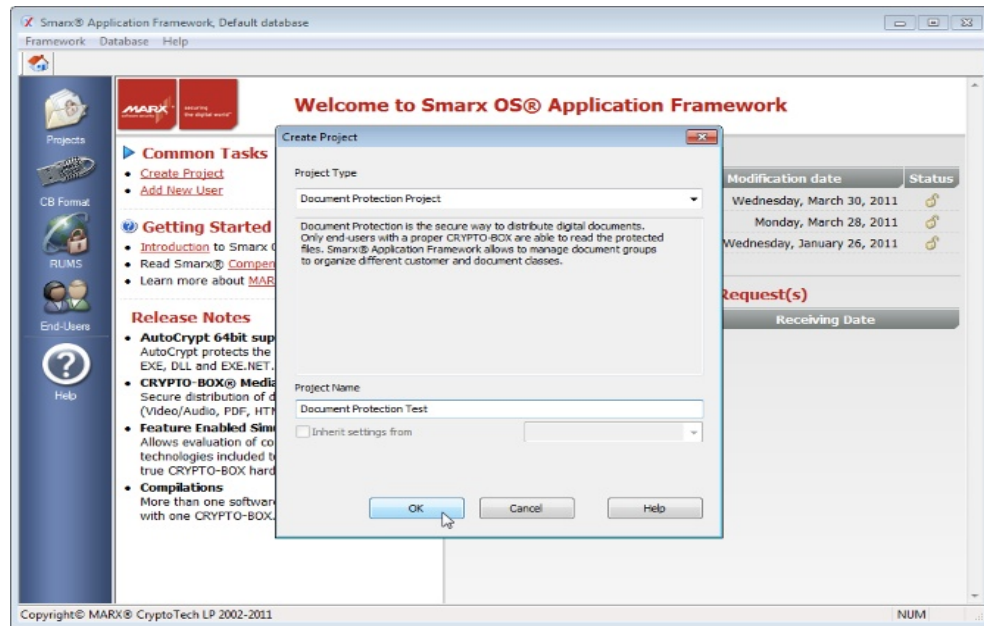 Smarx® Application Framework, Default database
Framework Database Help
Projects
CB Format
RUMS
End-Users
Help
MARX®
securing
the digital world™
Welcome to Smarx OS® Application Framework
Common Tasks
Create Project
Add New User
Getting Started
Introduction to Smarx
Read Smarx® Compen
Learn more about MAR
Release Notes
AutoCrypt 64bit sup
AutoCrypt protects the
EXE, DLL and EXE.NET.
CRYPTO-BOX® Media
Secure distribution of d
(Video/Audio, PDF, HTM
Feature Enabled Sim
Allows evaluation of co
technologies included t
true CRYPTO-BOX hard
Compilations
More than one software
with one CRYPTO-BOX.
Create Project
Project Type
Document Protection Project
Document Protection is the secure way to distribute digital documents.
Only end-users with a proper CRYPTO-BOX are able to read the protected
files. Smarx® Application Framework allows to manage document groups
to organize different customer and document classes.
Project Name
Document Protection Test
Inherit settings from
OK Cancel Help
Modification date Status
Wednesday, March 30, 2011
Monday, March 28, 2011
Wednesday, January 26, 2011
Request(s)
Receiving Date
Copyright© MARX® CryptoTech LP 2002-2011
NUM